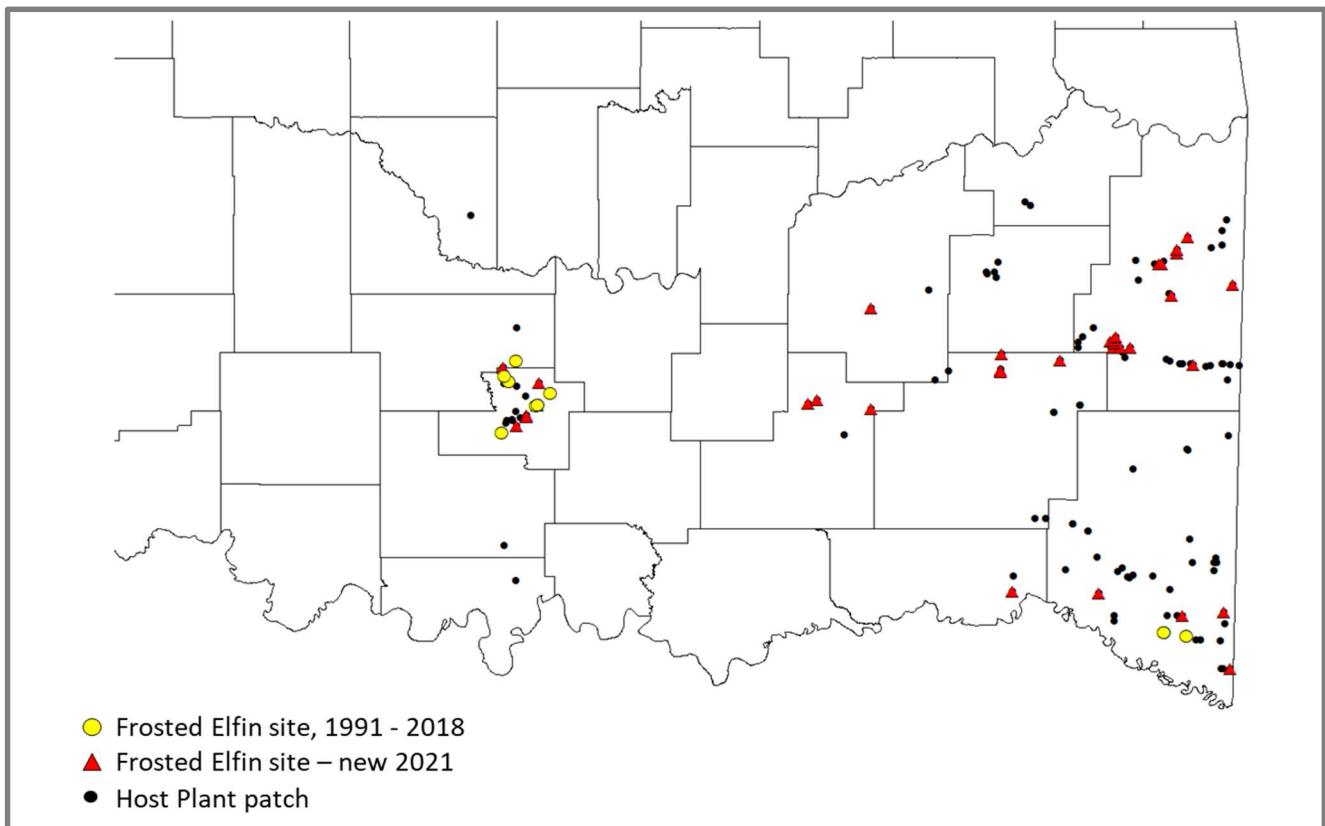 Frosted Elfin site, 1991 - 2018
Frosted Elfin site – new 2021
Host Plant patch